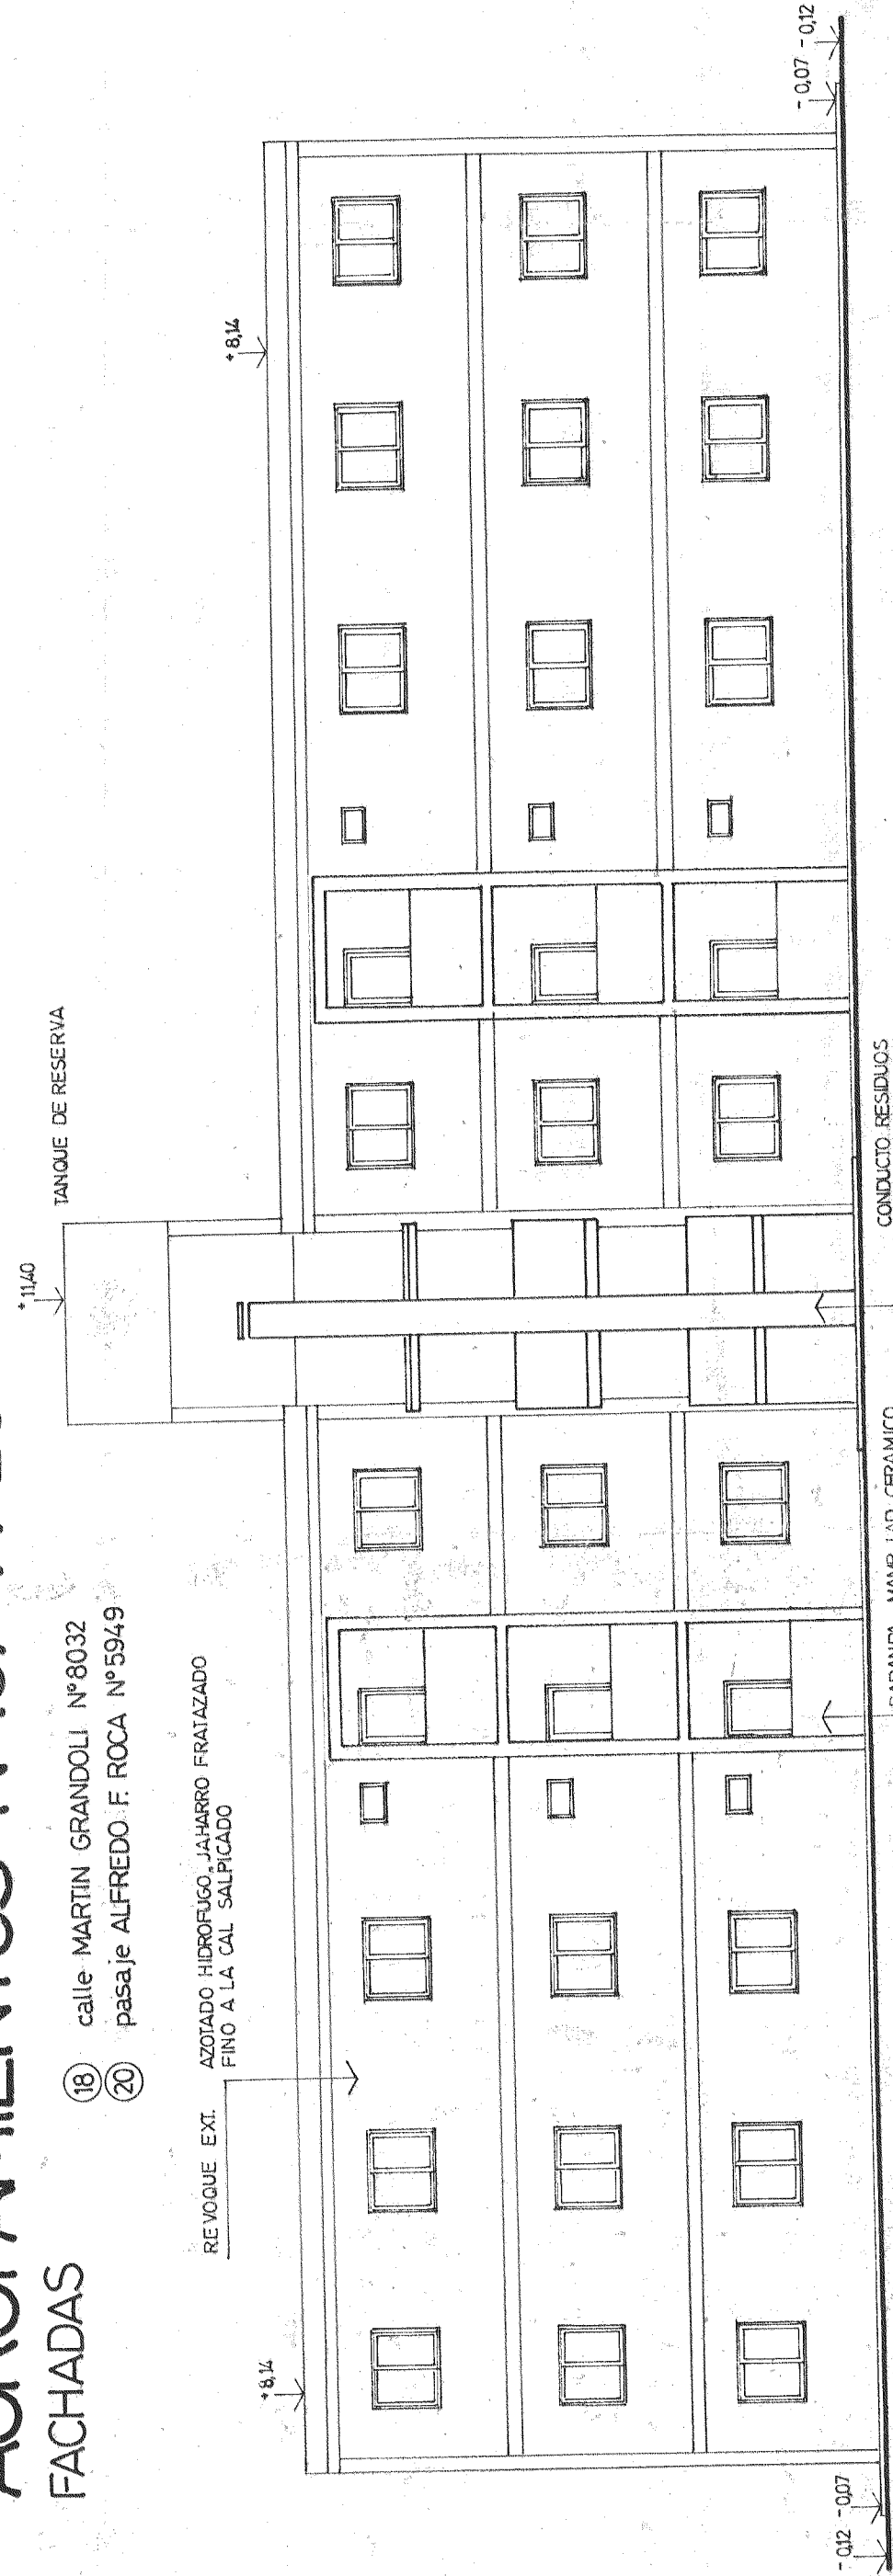 FACHADAS
18 calle MARTIN GRANDOLI Nº8032
20 pasaje ALFREDO F. ROCA Nº5949
REVOQUE EXT. AZOTADO HIDROFUGO, JAHARRO FRATAZADO
FINO A LA CAL SALPICADO
+11,40
TANQUE DE RESERVA
+8,14
+8,14
-0,12 -0,07
-0,07 -0,12
CONDUCTO RESIDUOS